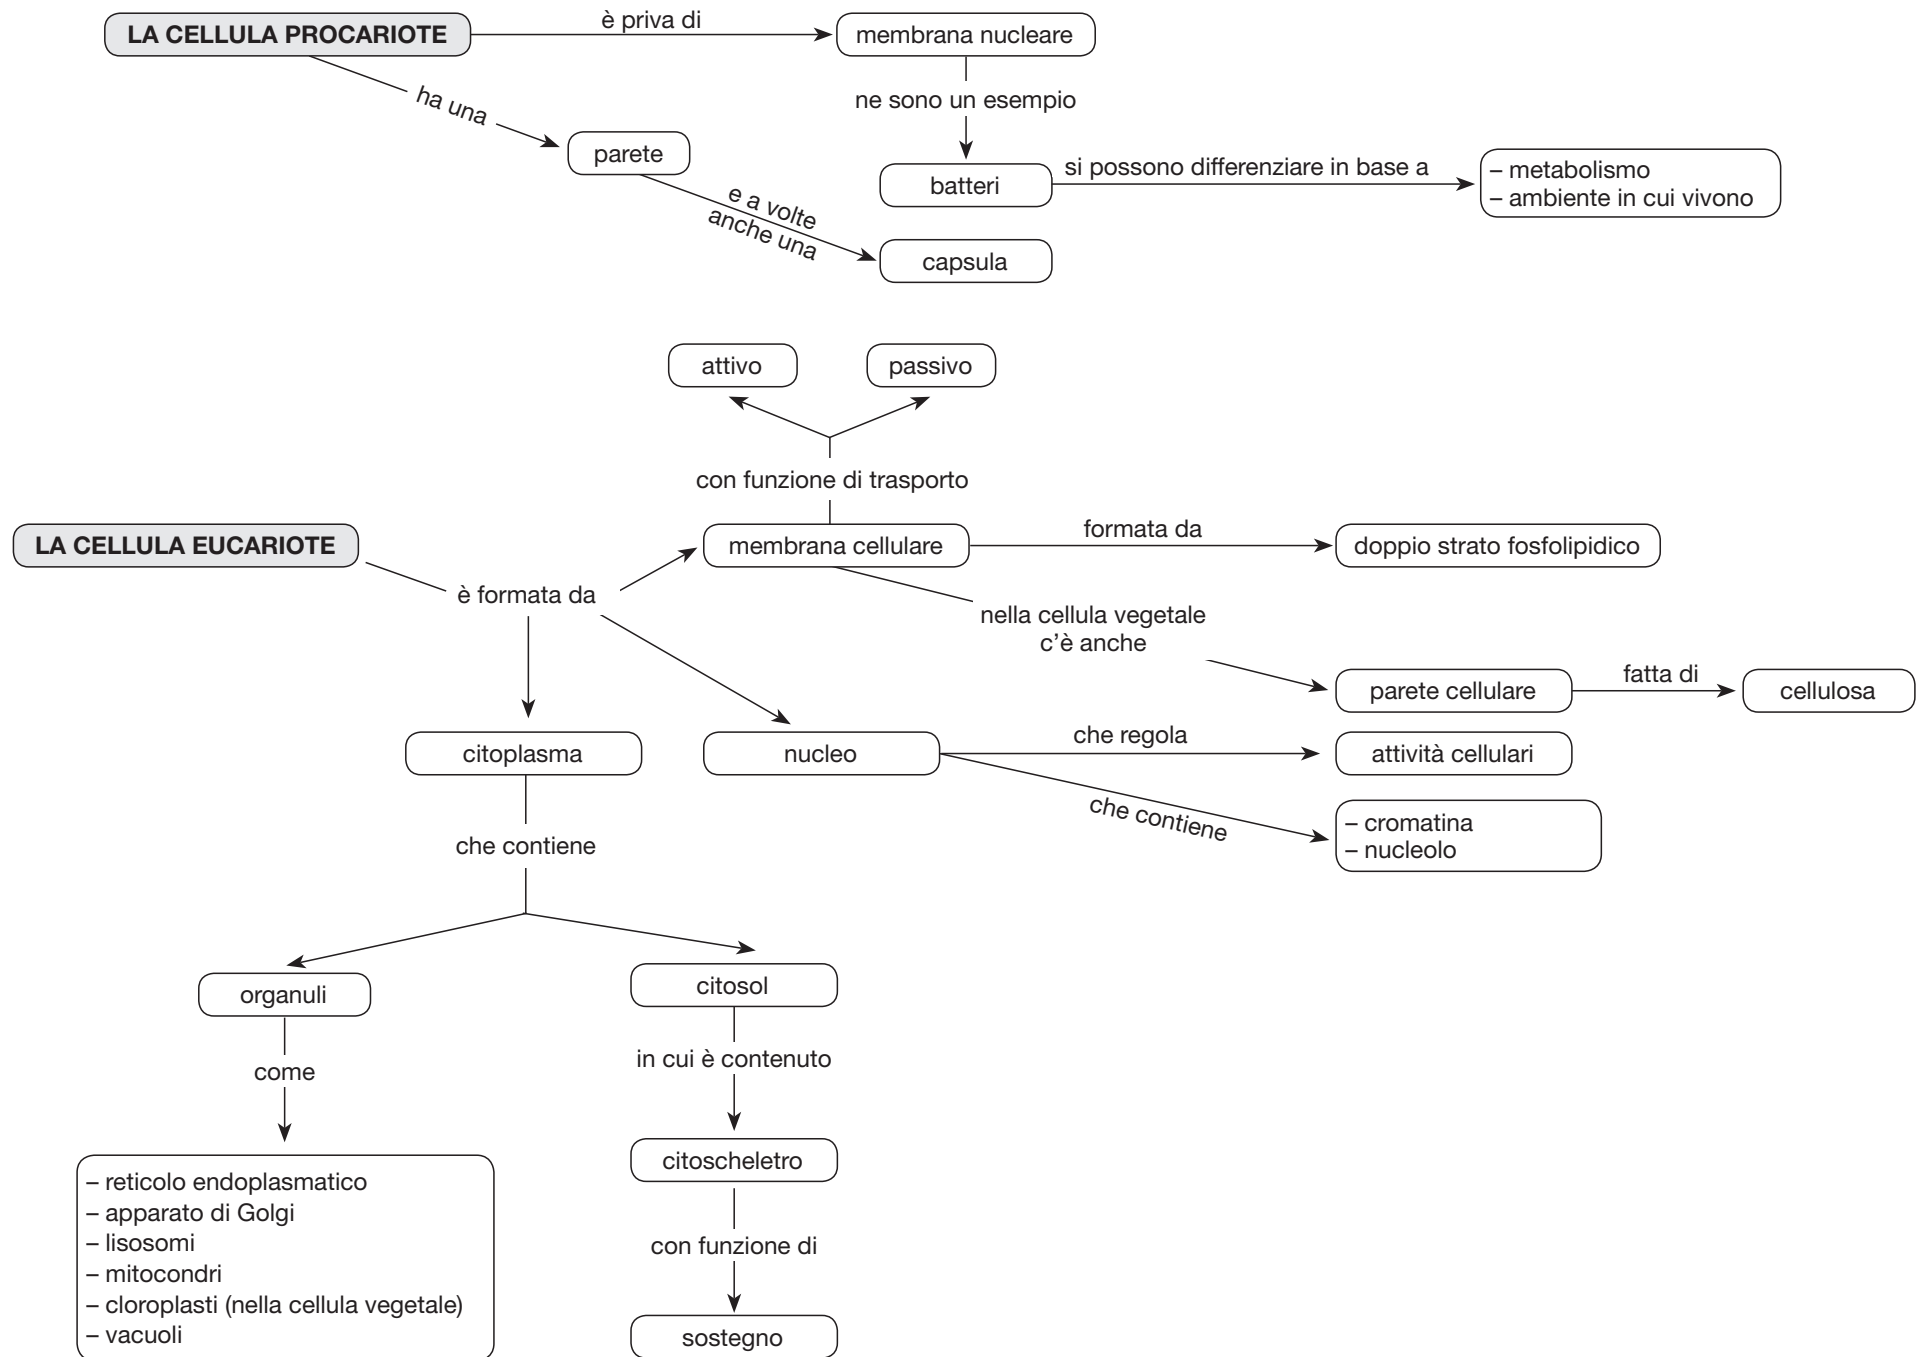 LA CELLULA PROCARIOTE
è priva di
membrana nucleare
ha una
ne sono un esempio
parete
batteri
si possono differenziare in base a
– metabolismo
– ambiente in cui vivono
e a volte
anche una
capsula
attivo
passivo
con funzione di trasporto
LA CELLULA EUCARIOTE
è formata da
membrana cellulare
formata da
doppio strato fosfolipidico
nella cellula vegetale
c’è anche
parete cellulare
fatta di
cellulosa
citoplasma
nucleo
che regola
attività cellulari
che contiene
– cromatina
– nucleolo
che contiene
organuli
citosol
come
in cui è contenuto
– reticolo endoplasmatico
– apparato di Golgi
– lisosomi
– mitocondri
– cloroplasti (nella cellula vegetale)
– vacuoli
citoscheletro
con funzione di
sostegno